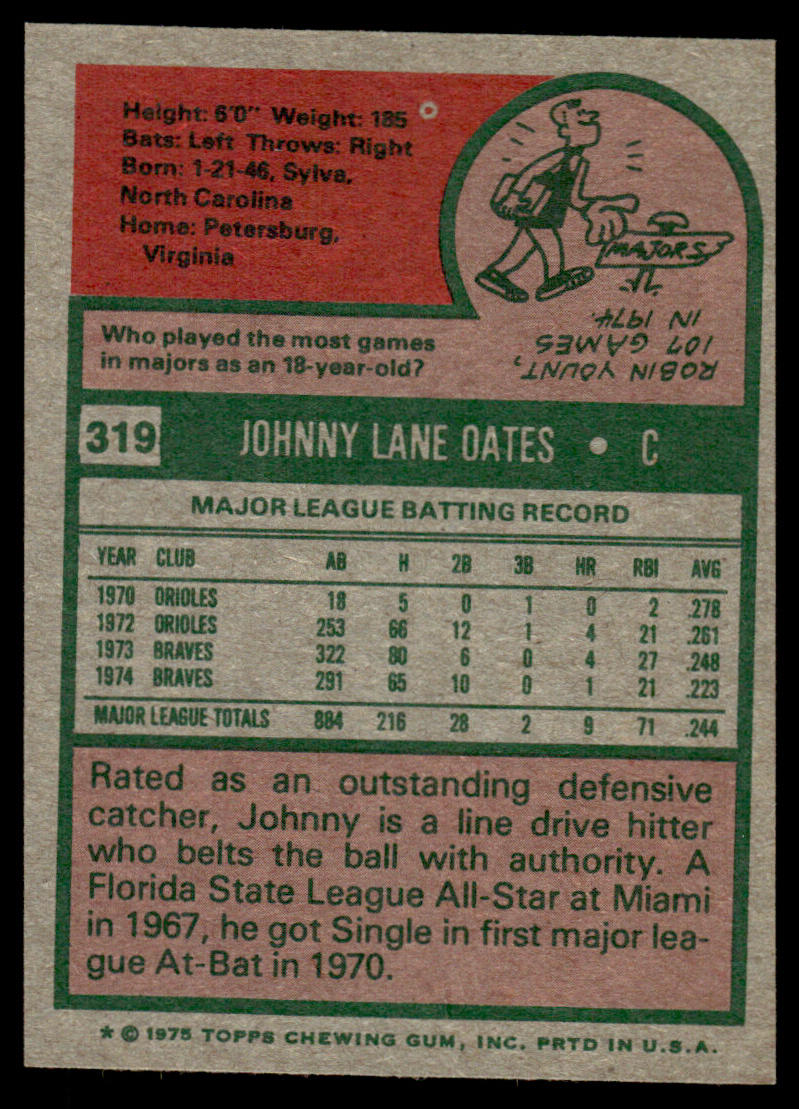 Height: 6'0" Weight: 185
Bats: Left Throws: Right
Born: 1-21-46, Sylva,
North Carolina
Home: Petersburg,
Virginia
MAJORS
Who played the most games
in majors as an 18-year-old?
ROBIN YOUNT,
107 GAMES
IN 1974.
319 JOHNNY LANE OATES • C
MAJOR LEAGUE BATTING RECORD
YEAR CLUB AB H 2B 3B HR RBI AVG
1970 ORIOLES 18 5 0 1 0 2 .278
1972 ORIOLES 253 66 12 1 4 21 .261
1973 BRAVES 322 80 6 0 4 27 .248
1974 BRAVES 291 65 10 0 1 21 .223
MAJOR LEAGUE TOTALS 884 216 28 2 9 71 .244
Rated as an outstanding defensive
catcher, Johnny is a line drive hitter
who belts the ball with authority. A
Florida State League All-Star at Miami
in 1967, he got Single in first major lea-
gue At-Bat in 1970.
* © 1975 TOPPS CHEWING GUM, INC. PRTD IN U.S.A.